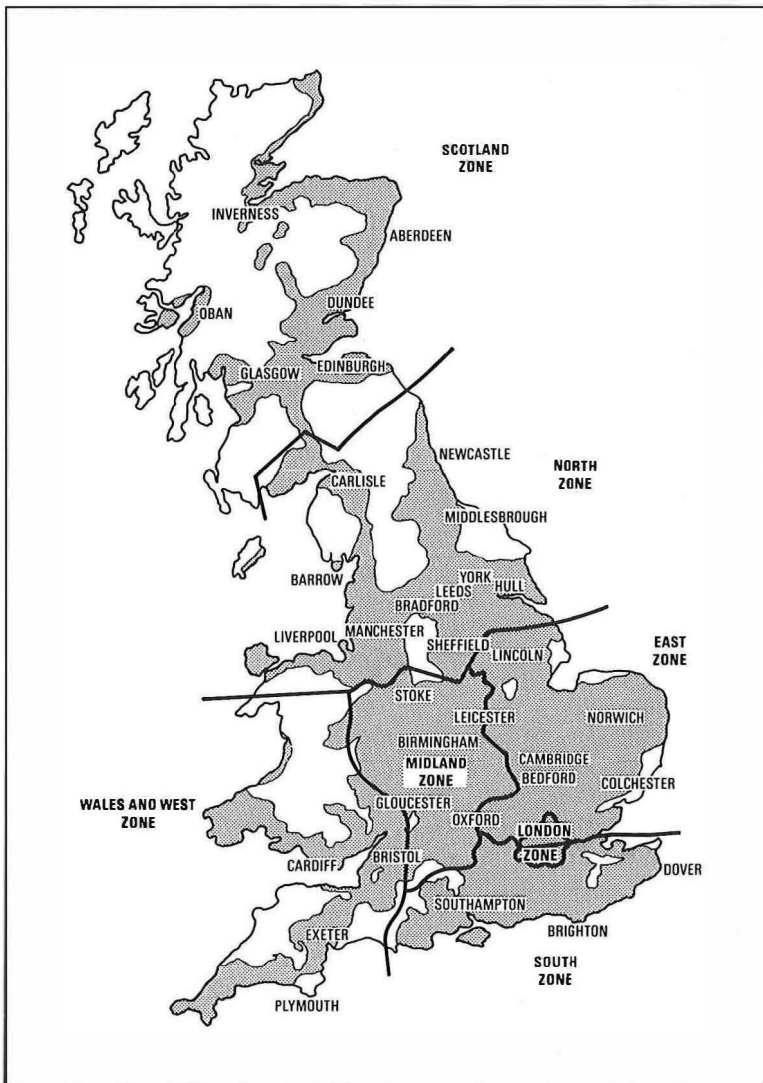 SCOTLAND
ZONE
INVERNESS
ABERDEEN
DUNDEE
OBAN
EDINBURGH
GLASGOW
NEWCASTLE
NORTH
ZONE
CARLISLE
MIDDLESBROUGH
BARROW
YORK
LEEDS
HULL
BRADFORD
MANCHESTER
LIVERPOOL
SHEFFIELD
LINCOLN
EAST
ZONE
STOKE
LEICESTER
NORWICH
BIRMINGHAM
MIDLAND
ZONE
CAMBRIDGE
BEDFORD
COLCHESTER
WALES AND WEST
ZONE
GLOUCESTER
OXFORD
LONDON
ZONE
CARDIFF
BRISTOL
DOVER
SOUTHAMPTON
BRIGHTON
EXETER
SOUTH
ZONE
PLYMOUTH